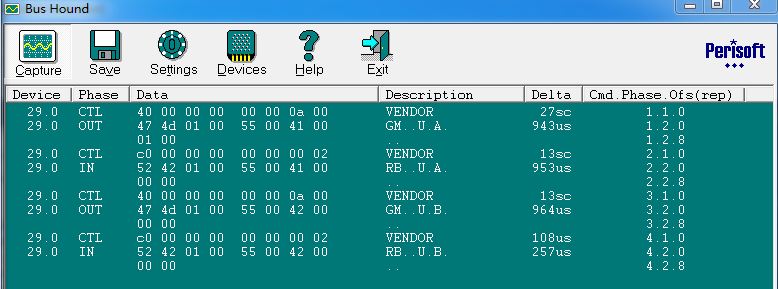 Bus Hound
Capture Save Settings Devices Help Exit Perisoft
Device Phase Data Description Delta Cmd.Phase.Ofs(rep)
29.0 CTL 40 00 00 00 00 00 0a 00 VENDOR 27sc 1.1.0
29.0 OUT 47 4d 01 00 55 00 41 00 GM..U.A. 943us 1.2.0
01 00 .. 1.2.8
29.0 CTL c0 00 00 00 00 00 00 02 VENDOR 13sc 2.1.0
29.0 IN 52 42 01 00 55 00 41 00 RB..U.A. 953us 2.2.0
00 00 .. 2.2.8
29.0 CTL 40 00 00 00 00 00 0a 00 VENDOR 13sc 3.1.0
29.0 OUT 47 4d 01 00 55 00 42 00 GM..U.B. 964us 3.2.0
00 00 .. 3.2.8
29.0 CTL c0 00 00 00 00 00 00 02 VENDOR 108us 4.1.0
29.0 IN 52 42 01 00 55 00 42 00 RB..U.B. 257us 4.2.0
00 00 .. 4.2.8